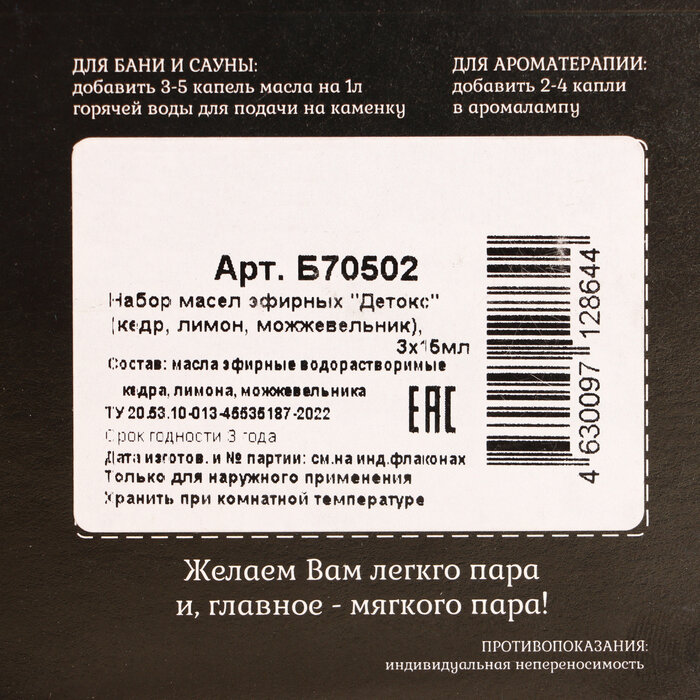 ДЛЯ БАНИ И САУНЫ:
добавить 3-5 капель масла на 1л
горячей воды для подачи на каменку
ДЛЯ АРОМАТЕРАПИИ:
добавить 2-4 капли
в аромалампу
Арт. Б70502
Набор масел эфирных "Детокс"
(кедр, лимон, можжевельник),
3х15мл
Состав: масла эфирные водорастворимые
кедра, лимона, можжевельника
ТУ 20.53.10-013-45535187-2022
Срок годности 3 года
Дата изготов. и № партии: см.на инд.флаконах
Только для наружного применения
Хранить при комнатной температуре
EAC
4 630097 128644
Желаем Вам легкго пара
и, главное - мягкого пара!
ПРОТИВОПОКАЗАНИЯ:
индивидуальная непереносимость